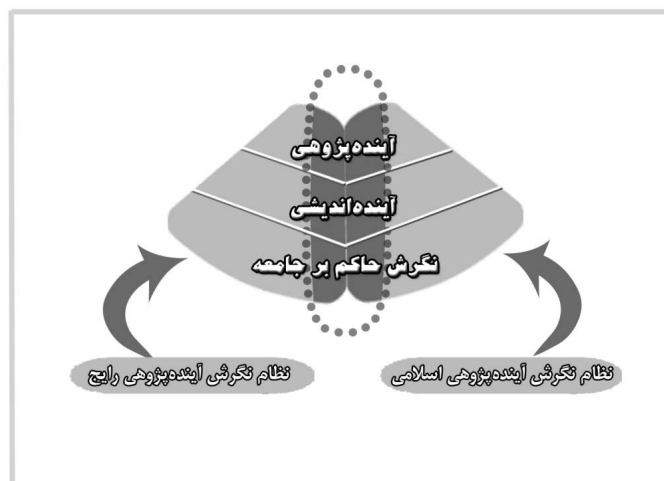 آینده‌پژوهی
آینده‌اندیشی
نگرش حاکم بر جامعه
نظام نگرش آینده‌پژوهی اسلامی
نظام نگرش آینده‌پژوهی رایج